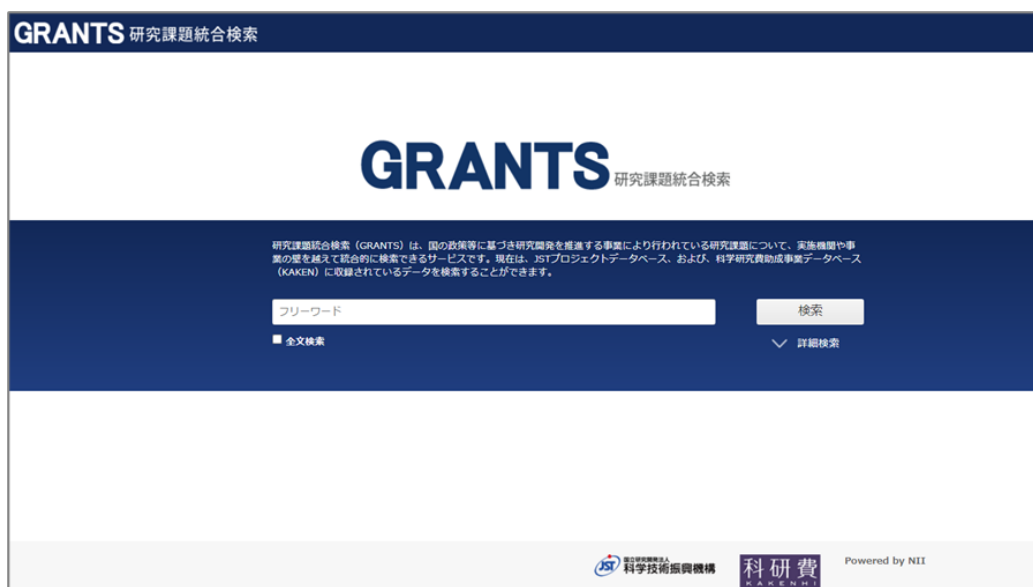 GRANTS 研究課題統合検索
GRANTS 研究課題統合検索
研究課題統合検索（GRANTS）は、国の政策等に基づき研究開発を推進する事業により行われている研究課題について、実施機関や事
業の壁を越えて統合的に検索できるサービスです。現在は、JSTプロジェクトデータベース、および、科学研究費助成事業データベース
（KAKEN）に収録されているデータを検索することができます。
フリーワード
検索
全文検索
詳細検索
JST
国立研究開発法人
科学技術振興機構
科研費
KAKENHI
Powered by NII